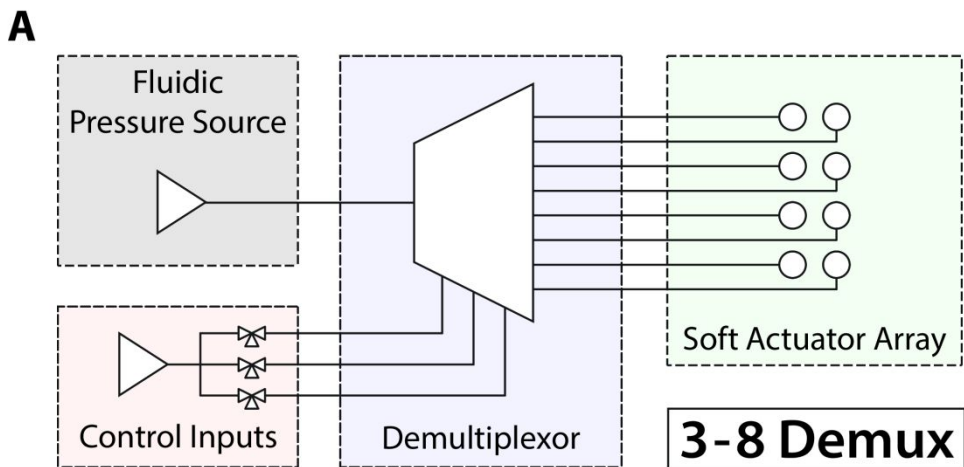 A
Fluidic
Pressure Source
Soft Actuator Array
Control Inputs
Demultiplexor
3-8 Demux